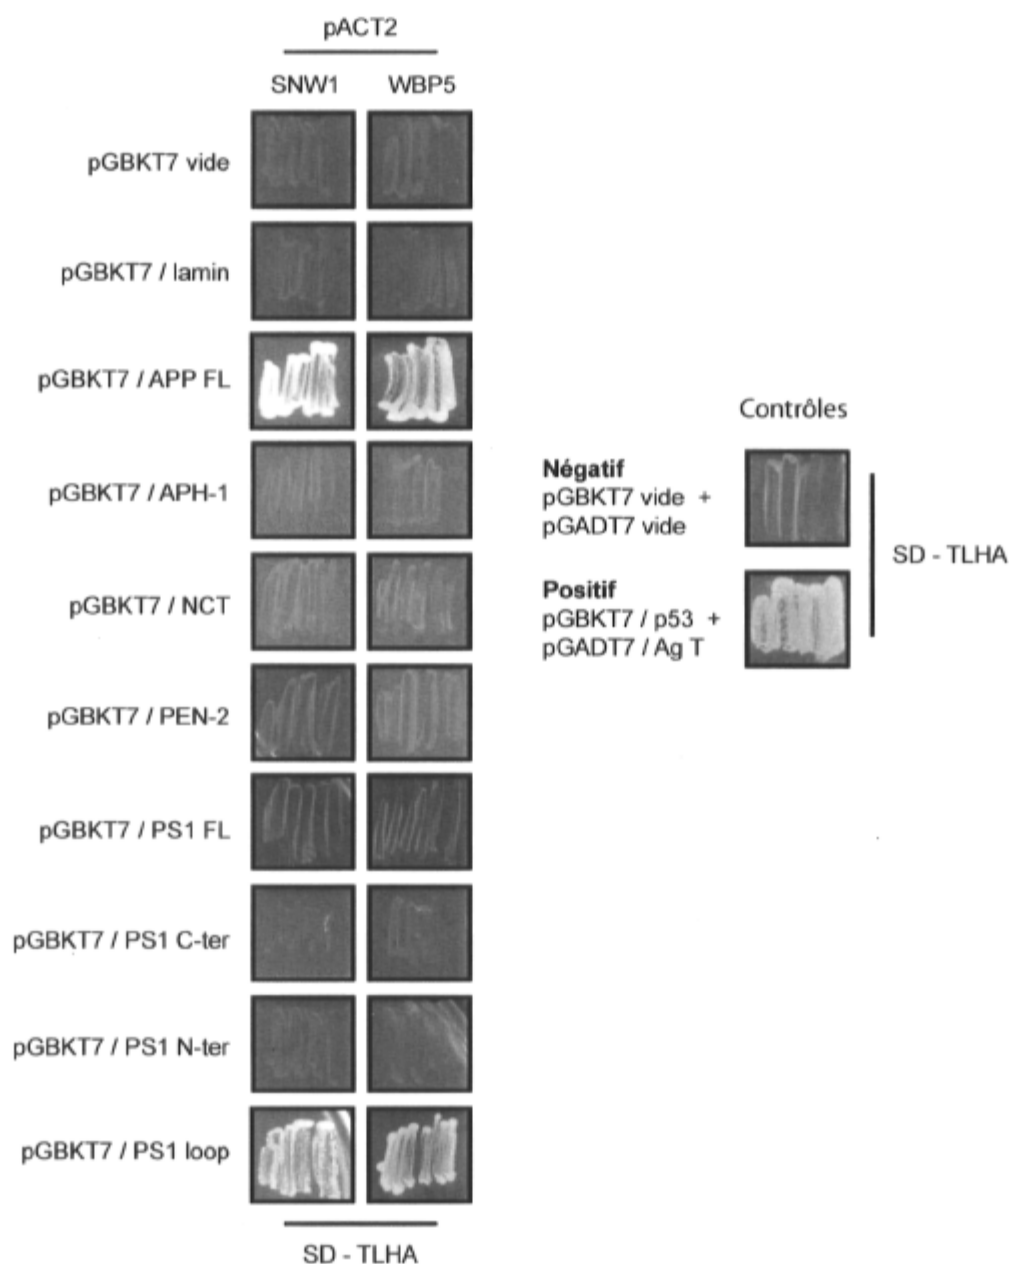 pACT2
SNW1 WBP5
pGBKT7 vide
pGBKT7 / lamin
pGBKT7 / APP FL
pGBKT7 / APH-1
pGBKT7 / NCT
pGBKT7 / PEN-2
pGBKT7 / PS1 FL
pGBKT7 / PS1 C-ter
pGBKT7 / PS1 N-ter
pGBKT7 / PS1 loop
SD - TLHA
Contrôles
Négatif
pGBKT7 vide +
pGADT7 vide
Positif
pGBKT7 / p53 +
pGADT7 / Ag T
SD - TLHA